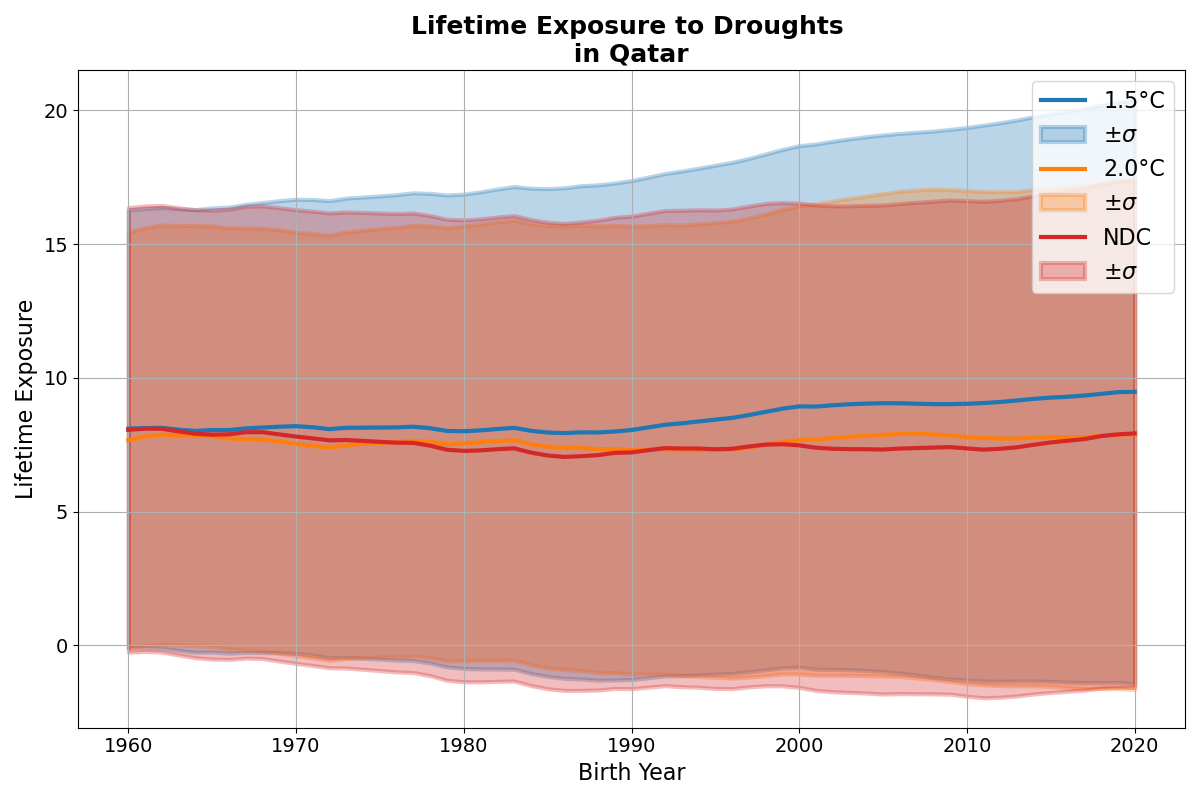 Lifetime Exposure to Droughts
in Qatar
20
15
10
5
0
Lifetime Exposure
1960
1970
1980
1990
2000
2010
2020
Birth Year
1.5°C
±σ
2.0°C
±σ
NDC
±σ